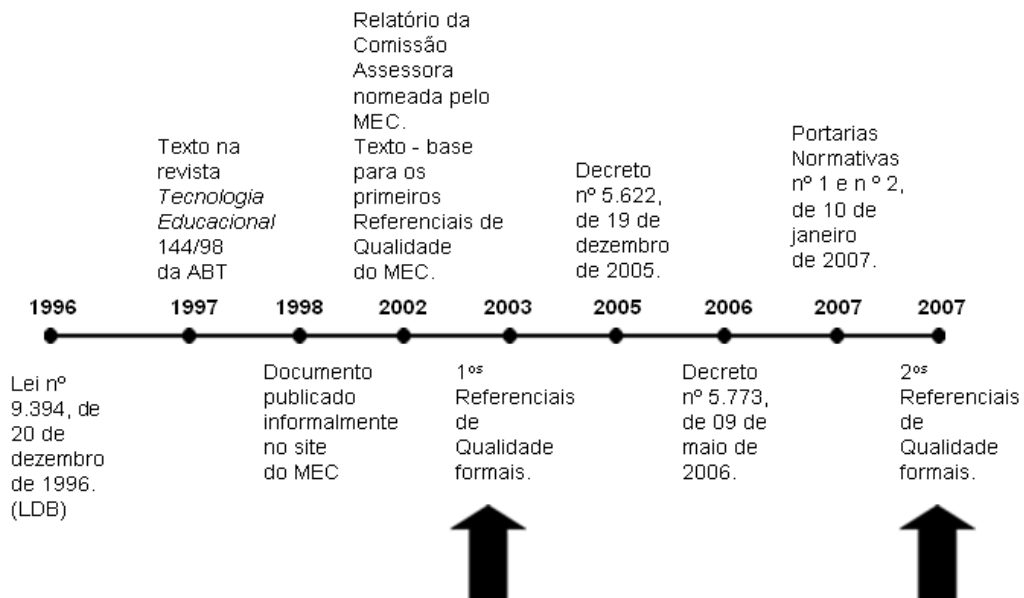 Relatório da
Comissão
Assessora
nomeada pelo
MEC.
Texto - base
para os
primeiros
Referenciais de
Qualidade
do MEC.
Texto na
revista
Tecnologia
Educacional
144/98
da ABT
Decreto
nº 5.622,
de 19 de
dezembro
de 2005.
Portarias
Normativas
nº 1 e n º 2,
de 10 de
janeiro
de 2007.
1996 1997 1998 2002 2003 2005 2006 2007 2007
Lei nº
9.394, de
20 de
dezembro
de 1996.
(LDB)
Documento
publicado
informalmente
no site
do MEC
1ºs
Referenciais
de
Qualidade
formais.
Decreto
nº 5.773,
de 09 de
maio de
2006.
2ºs
Referenciais
de
Qualidade
formais.